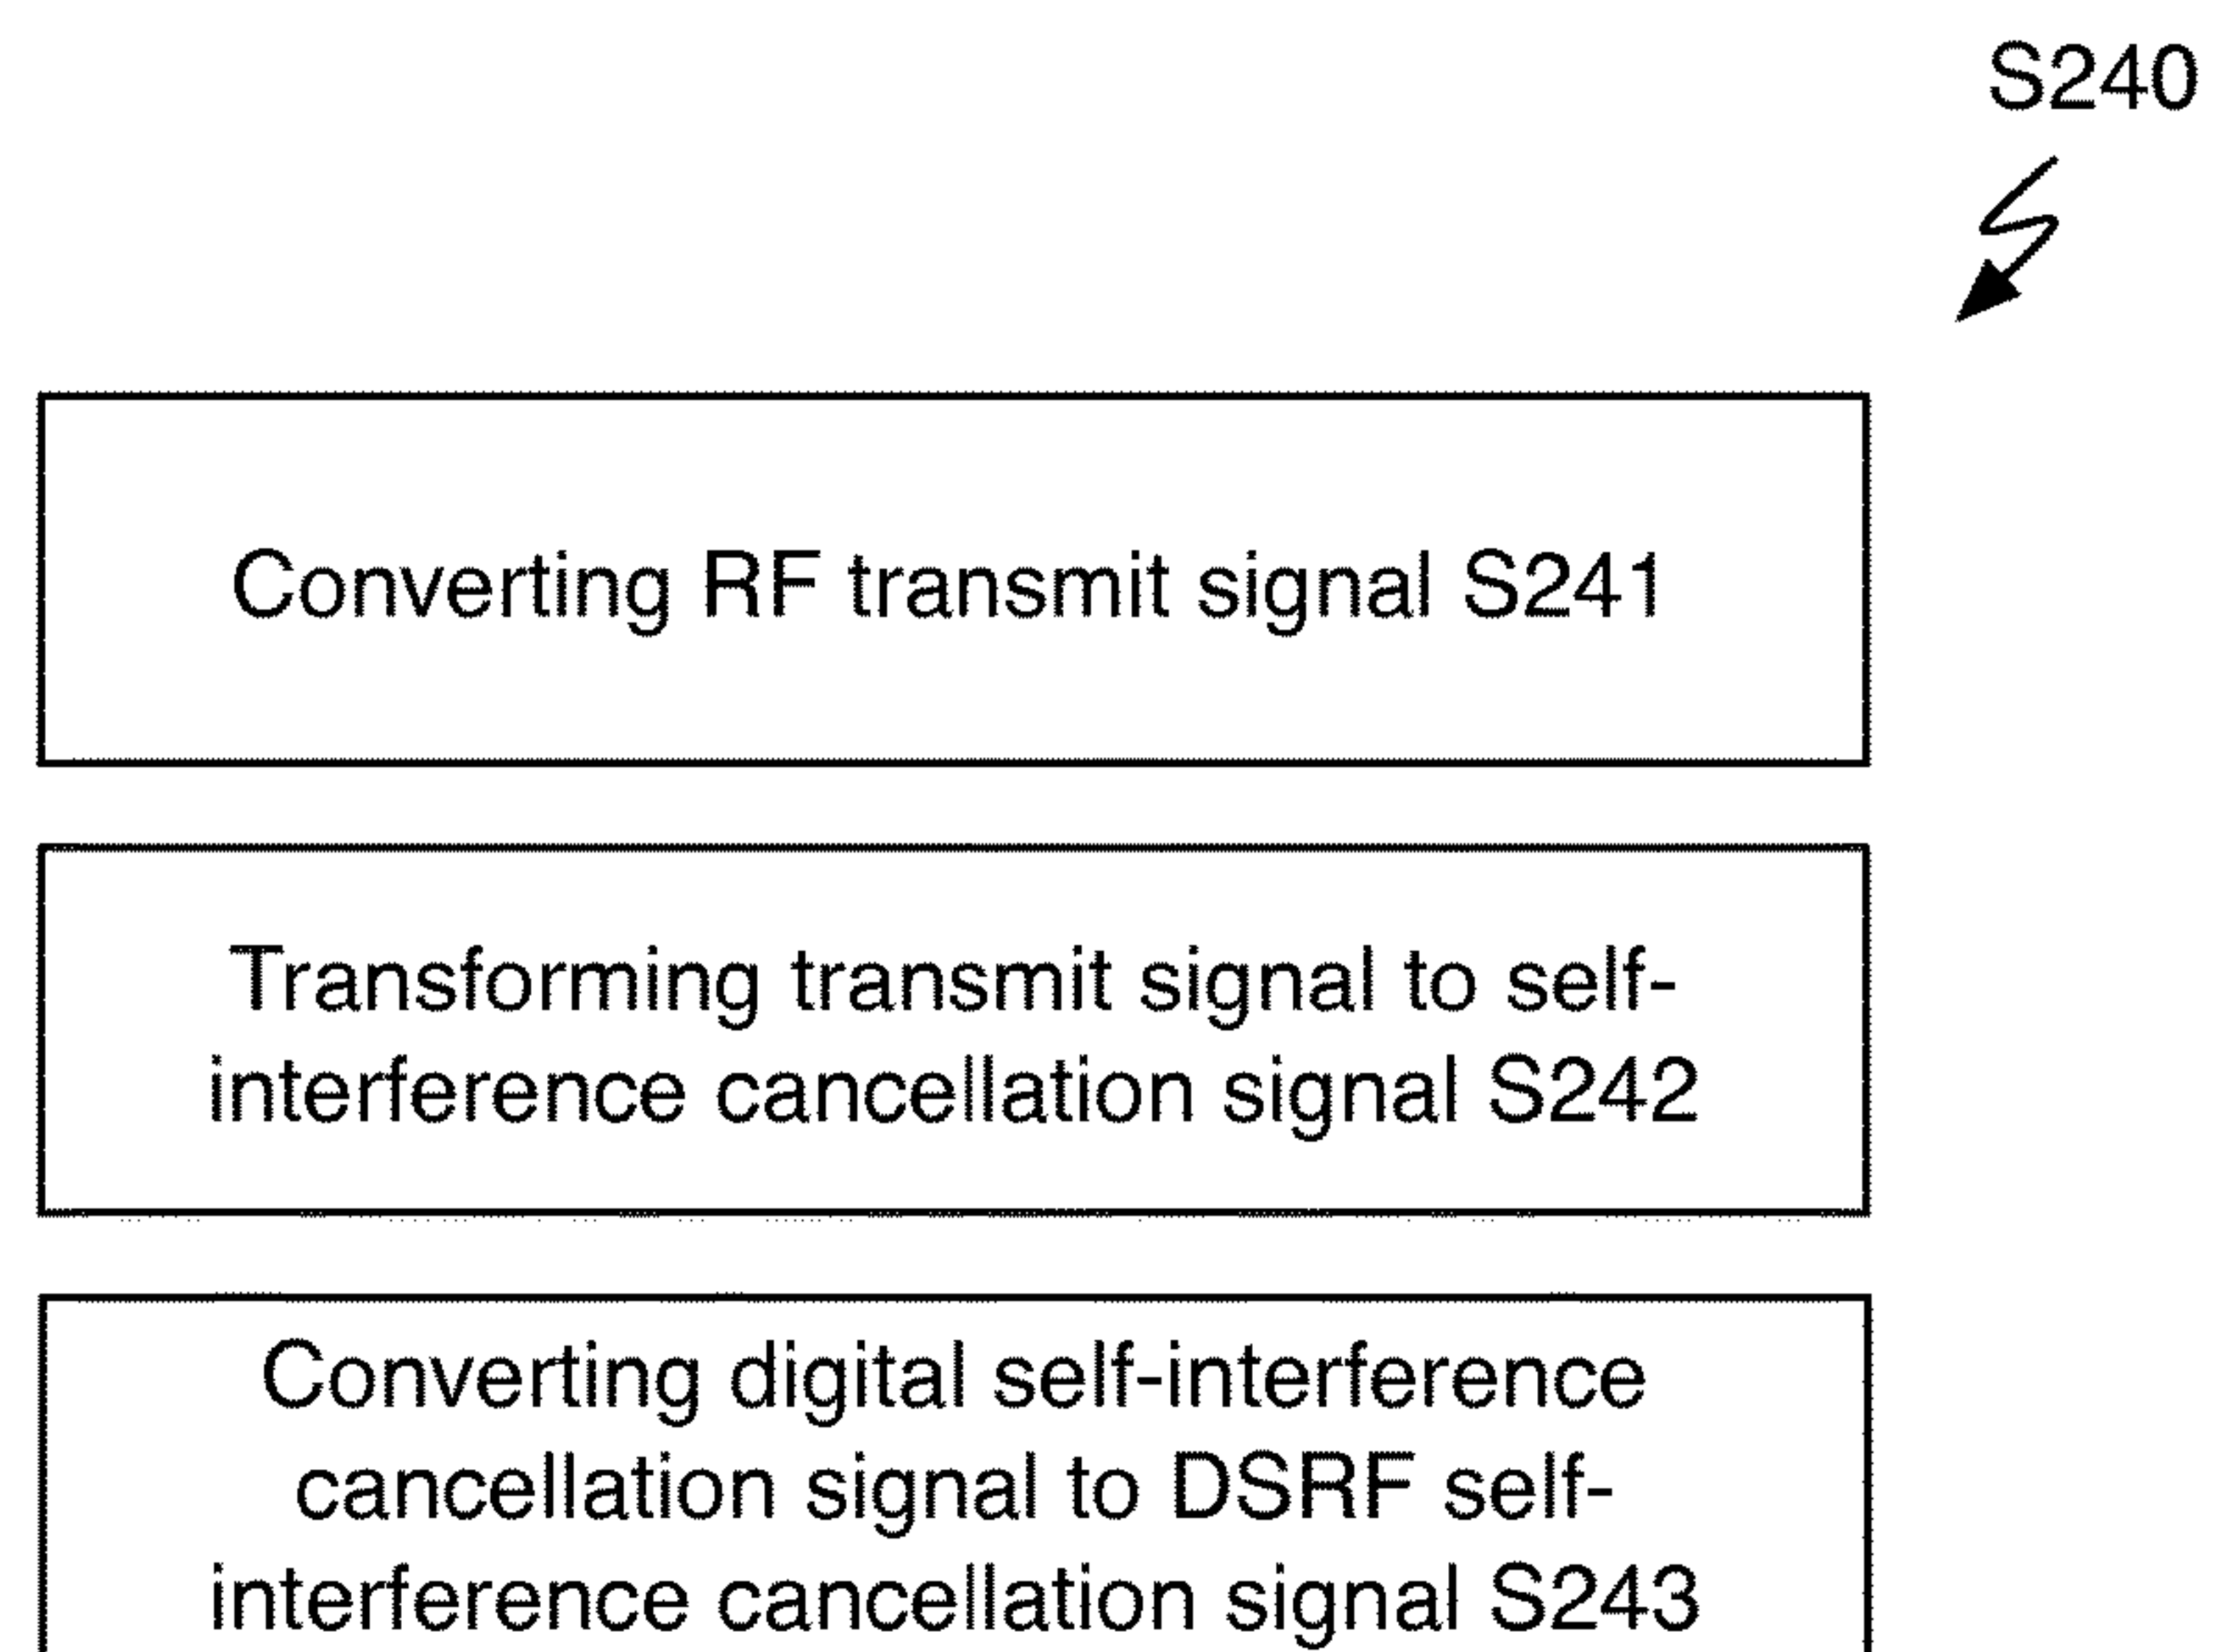 S240
Converting RF transmit signal S241
Transforming transmit signal to self-
interference cancellation signal S242
Converting digital self-interference
cancellation signal to DSRF self-
interference cancellation signal S243